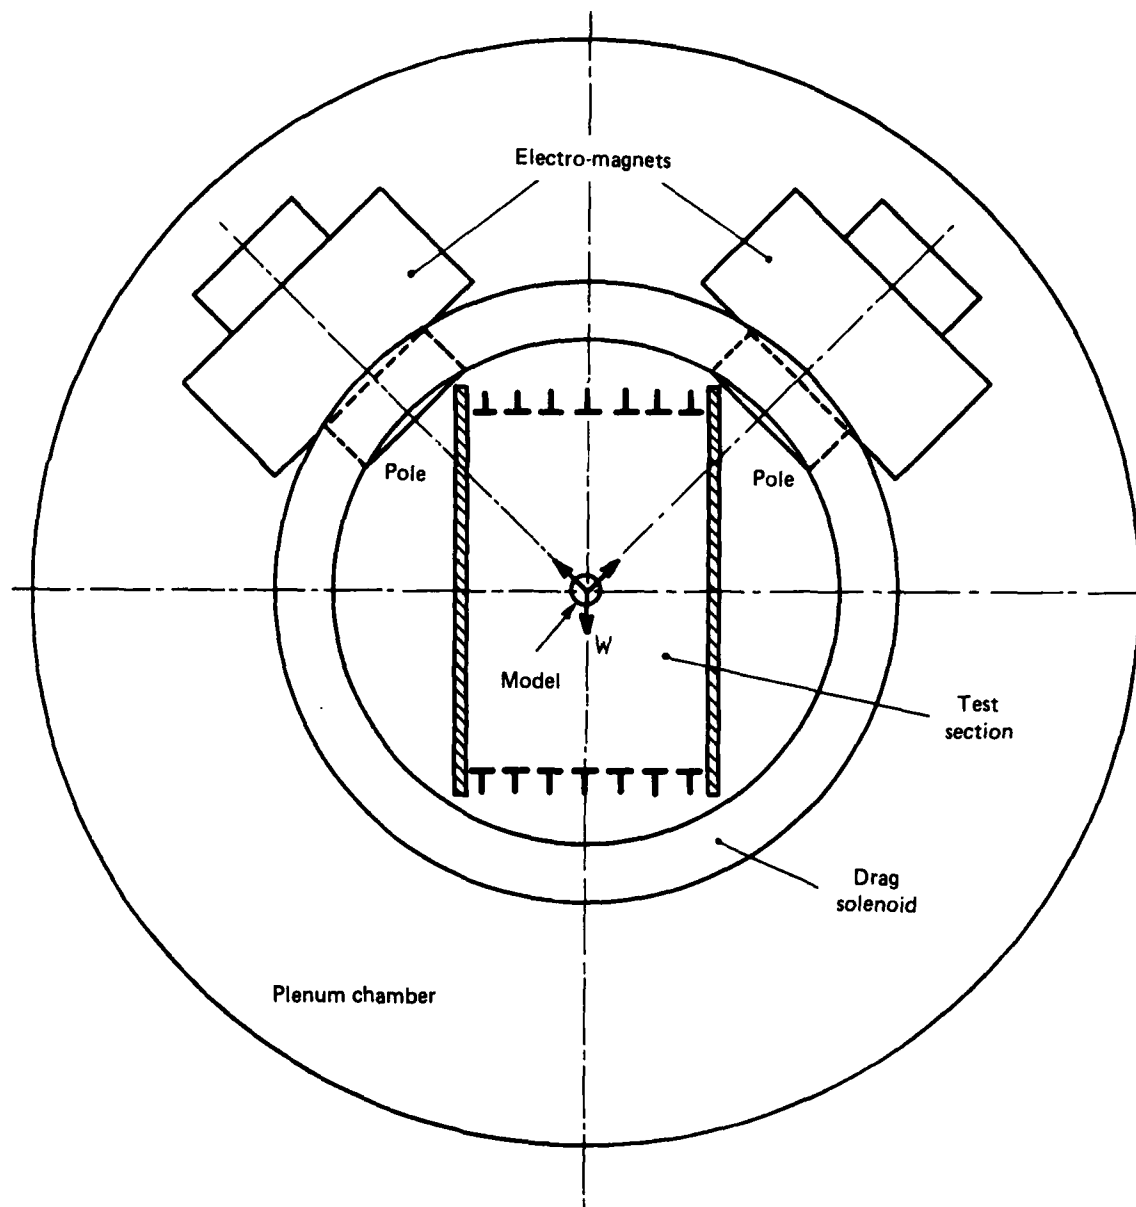 Electro-magnets
Pole
Pole
W
Model
Test
section
Drag
solenoid
Plenum chamber